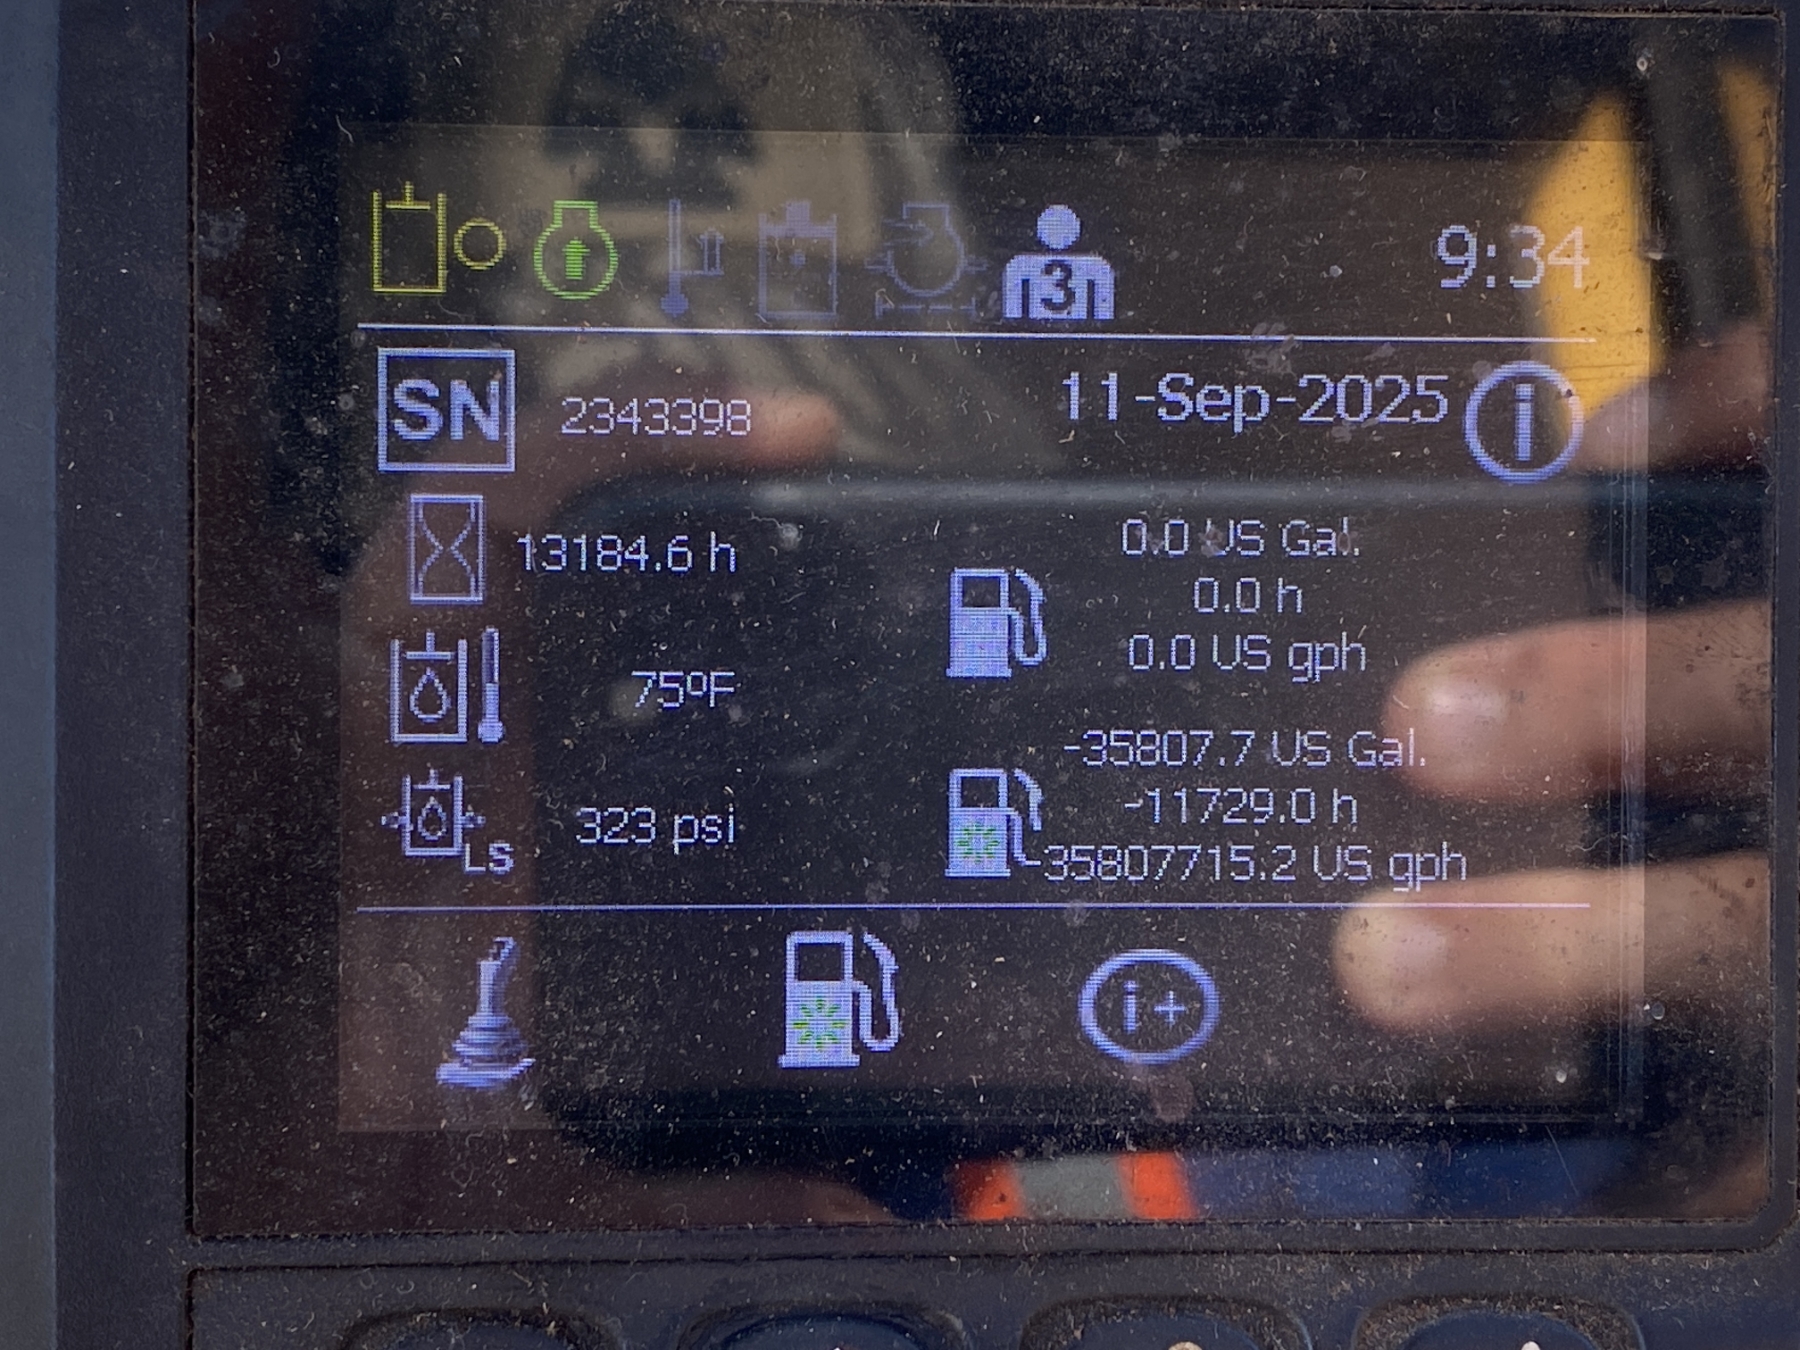 3
9:34
SN 2343398
11-Sep-2025 i
13184.6 h
75ºF
323 psi
LS
0.0 US Gal.
0.0 h
0.0 US gph
-35807.7 US Gal.
-11729.0 h
-35807715.2 US gph
i+